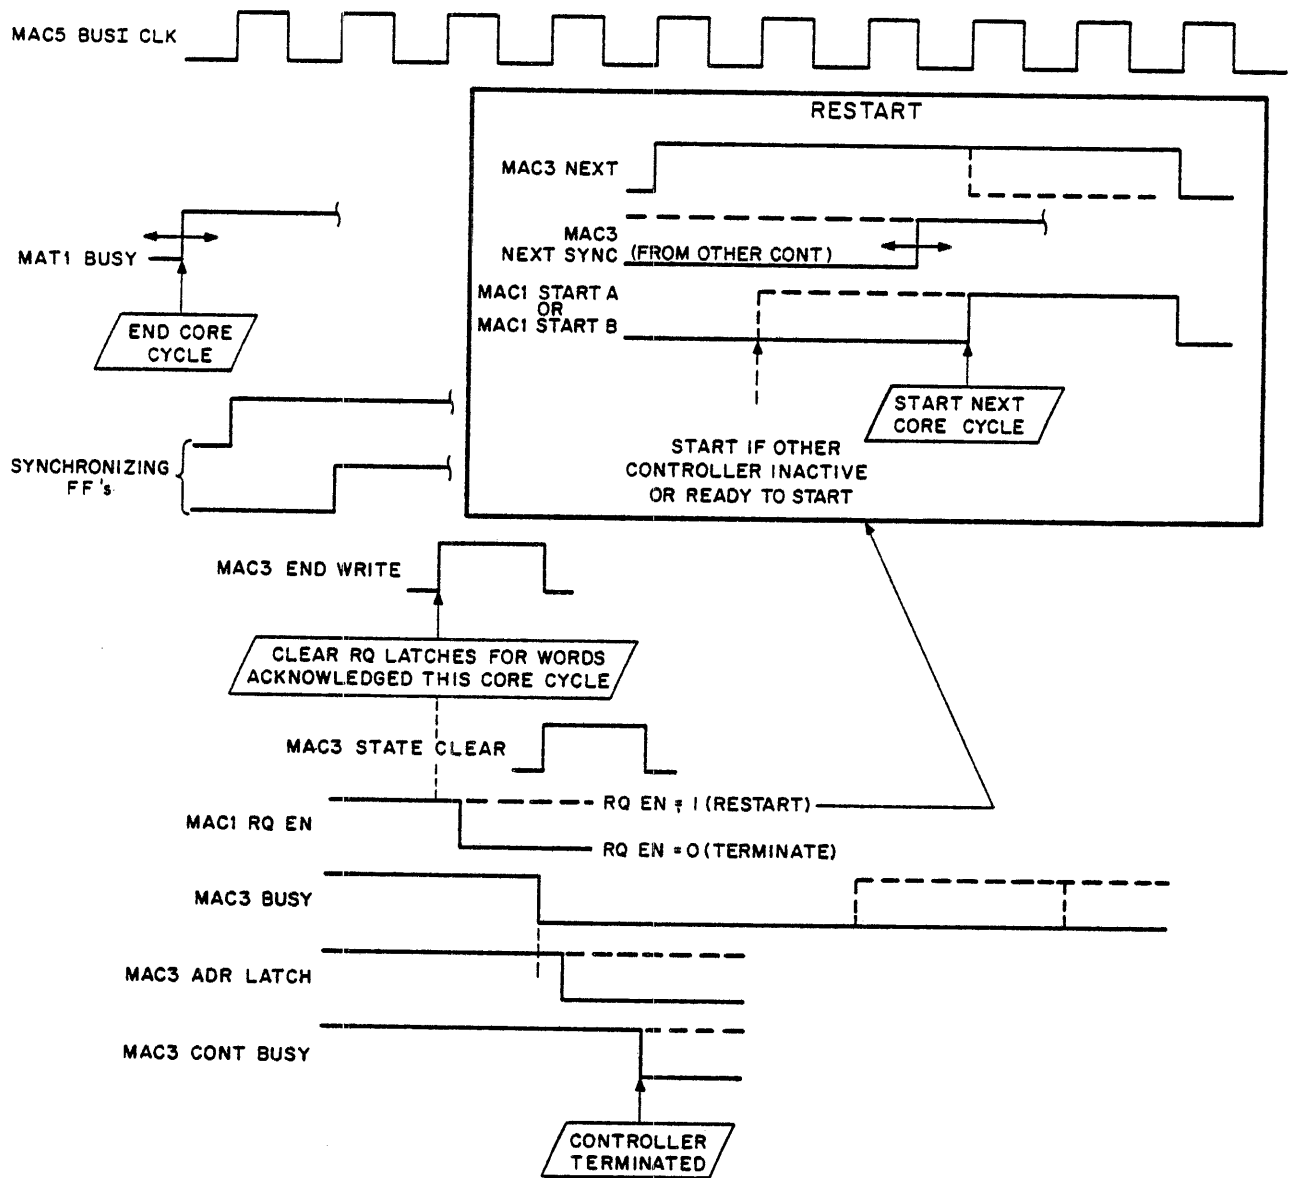 MAC5 BUSI CLK
RESTART
MAC3 NEXT
MAC3
NEXT SYNC (FROM OTHER CONT)
MAT1 BUSY
MAC1 START A
OR
MAC1 START B
END CORE
CYCLE
START NEXT
CORE CYCLE
START IF OTHER
CONTROLLER INACTIVE
OR READY TO START
SYNCHRONIZING
FF's
MAC3 END WRITE
CLEAR RQ LATCHES FOR WORDS
ACKNOWLEDGED THIS CORE CYCLE
MAC3 STATE CLEAR
RQ EN = 1 (RESTART)
MAC1 RQ EN
RQ EN = 0 (TERMINATE)
MAC3 BUSY
MAC3 ADR LATCH
MAC3 CONT BUSY
CONTROLLER
TERMINATED